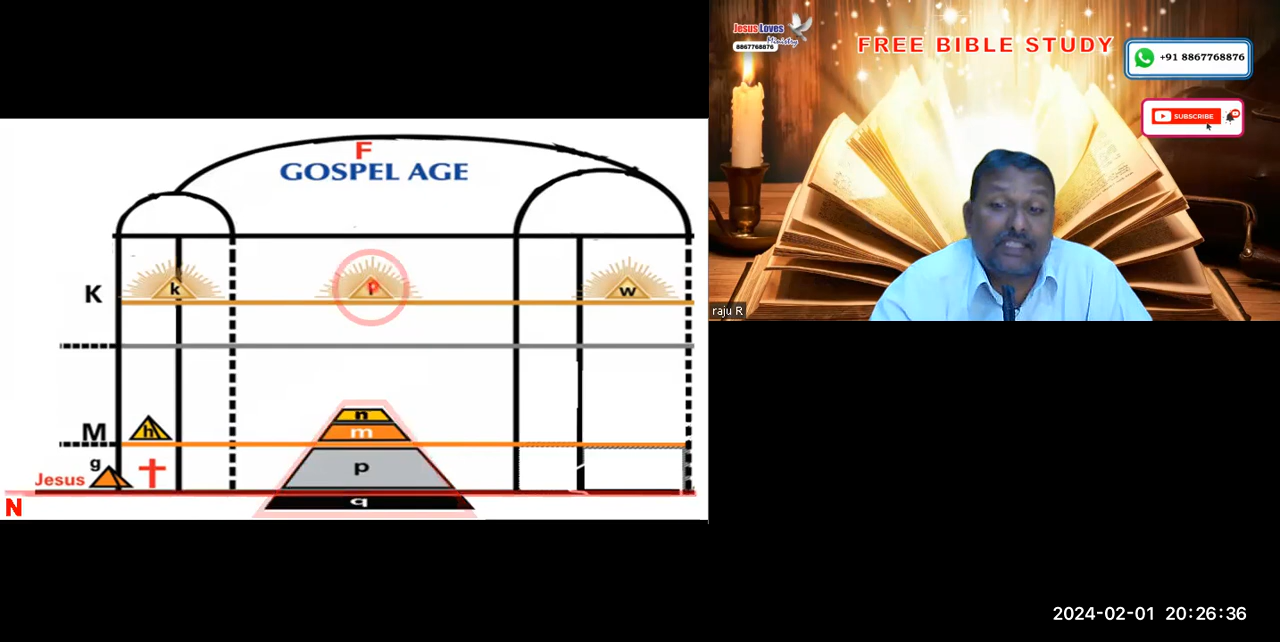 F
GOSPEL AGE
K
k
P
w
M
h
n
m
g
p
Jesus
q
N
Jesus Loves
Ministry
8867768876
FREE BIBLE STUDY
+91 8867768876
SUBSCRIBE
raju R
2024-02-01 20:26:36